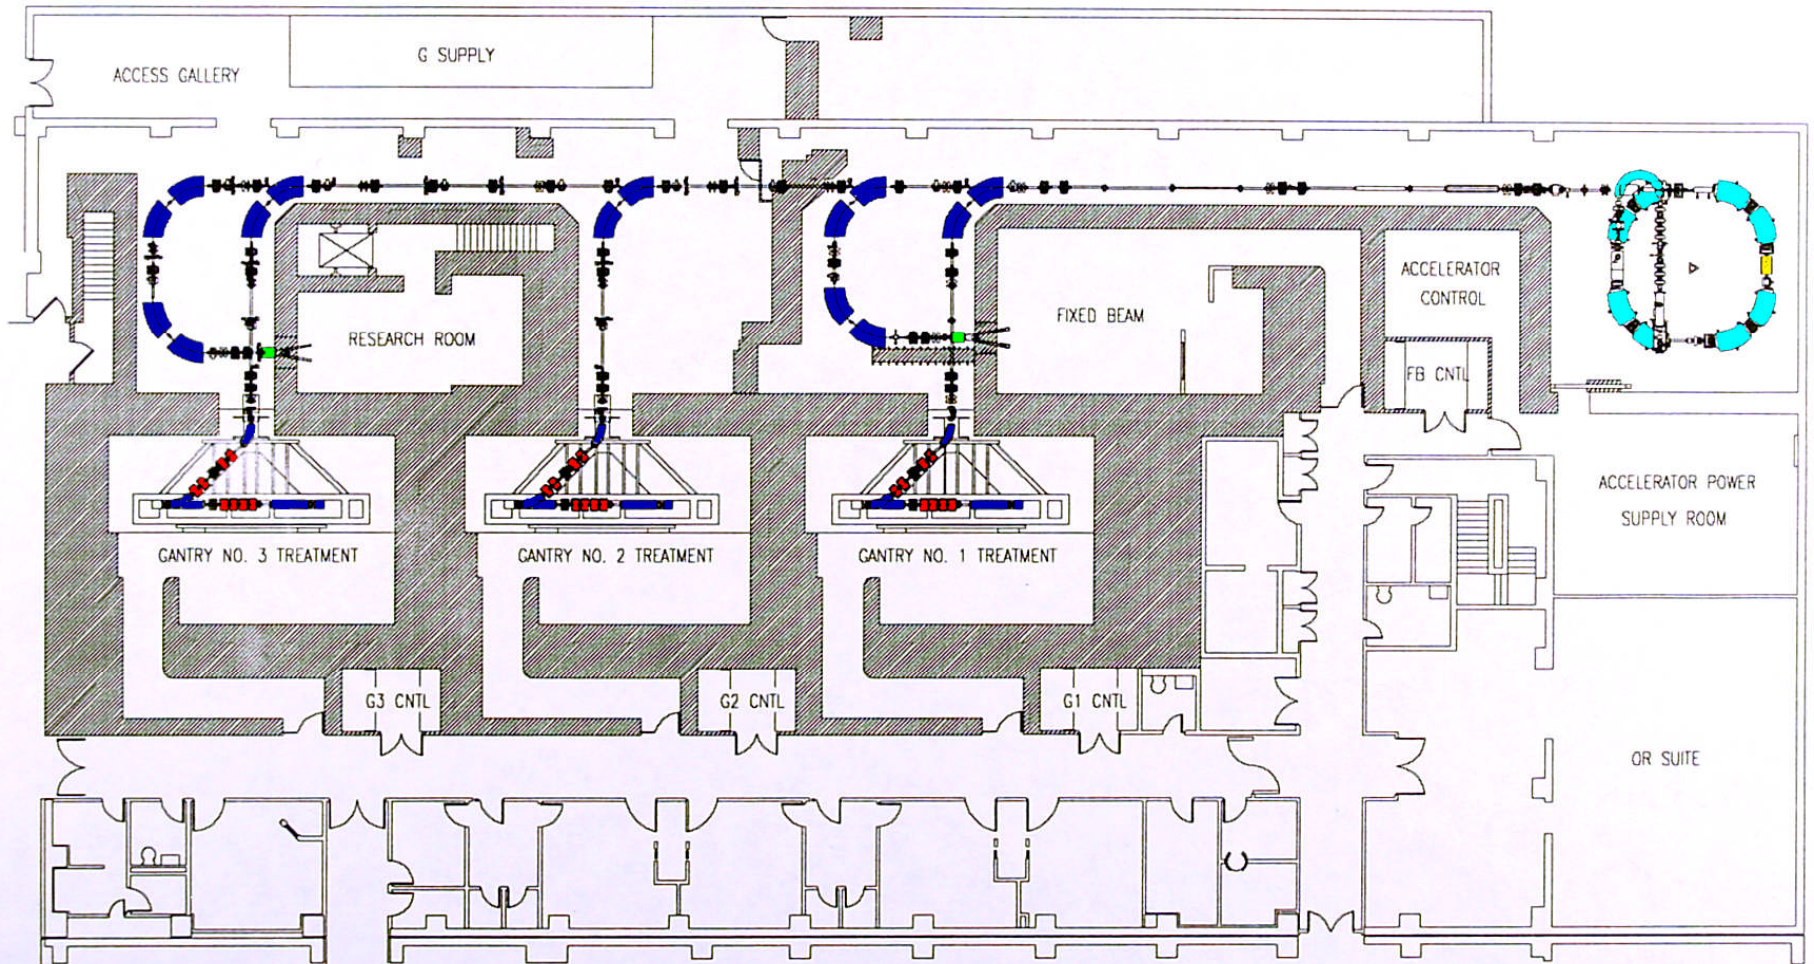 G SUPPLY
ACCESS GALLERY
ACCELERATOR
CONTROL
FIXED BEAM
RESEARCH ROOM
FB CNTL
ACCELERATOR POWER
SUPPLY ROOM
GANTRY NO. 3 TREATMENT
GANTRY NO. 2 TREATMENT
GANTRY NO. 1 TREATMENT
G3 CNTL
G2 CNTL
G1 CNTL
OR SUITE